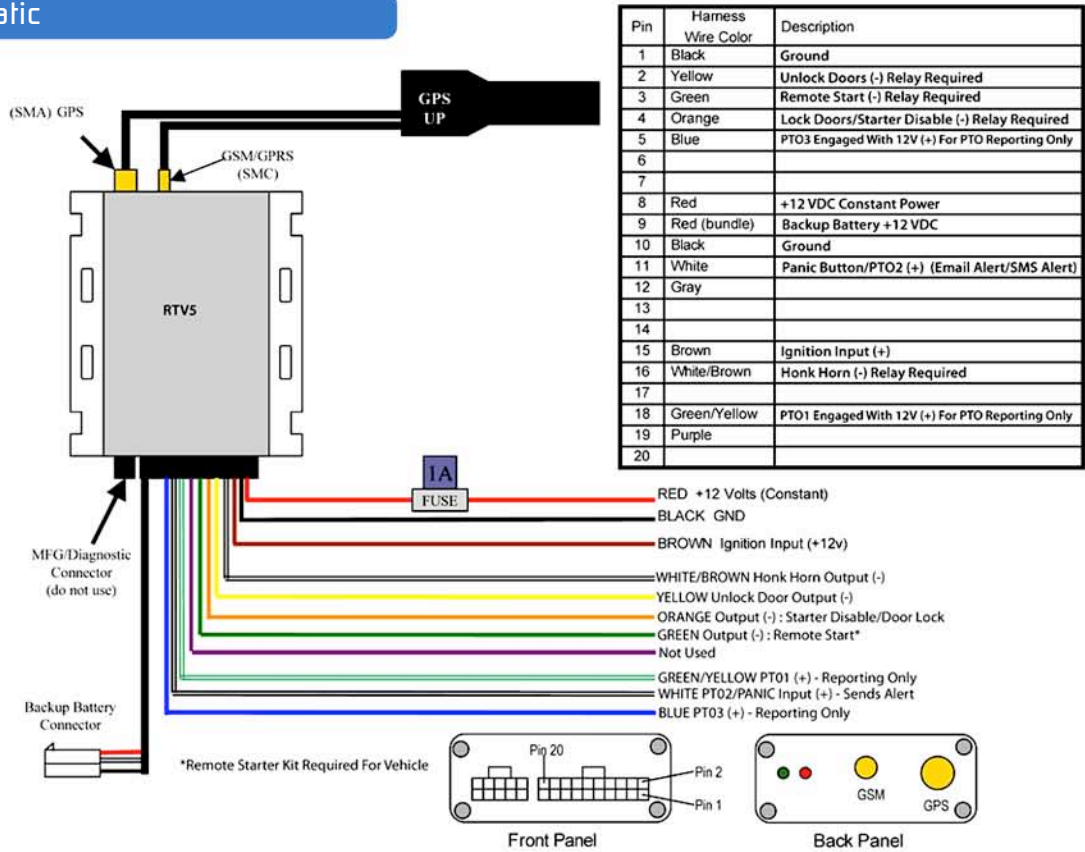 atic
Pin Harness Wire Color Description
1 Black Ground
2 Yellow Unlock Doors (-) Relay Required
3 Green Remote Start (-) Relay Required
4 Orange Lock Doors/Starter Disable (-) Relay Required
5 Blue PTO3 Engaged With 12V (+) For PTO Reporting Only
6
7
8 Red +12 VDC Constant Power
9 Red (bundle) Backup Battery +12 VDC
10 Black Ground
11 White Panic Button/PTO2 (+) (Email Alert/SMS Alert)
12 Gray
13
14
15 Brown Ignition Input (+)
16 White/Brown Honk Horn (-) Relay Required
17
18 Green/Yellow PTO1 Engaged With 12V (+) For PTO Reporting Only
19 Purple
20
(SMA) GPS
GPS
UP
GSM/GPRS
(SMC)
RTV5
1A
FUSE
MFG/Diagnostic
Connector
(do not use)
RED +12 Volts (Constant)
BLACK GND
BROWN Ignition Input (+12v)
WHITE/BROWN Honk Horn Output (-)
YELLOW Unlock Door Output (-)
ORANGE Output (-) : Starter Disable/Door Lock
GREEN Output (-) : Remote Start*
Not Used
GREEN/YELLOW PT01 (+) - Reporting Only
WHITE PT02/PANIC Input (+) - Sends Alert
BLUE PT03 (+) - Reporting Only
Backup Battery
Connector
*Remote Starter Kit Required For Vehicle
Pin 20
Pin 2
Pin 1
Front Panel
GSM
GPS
Back Panel